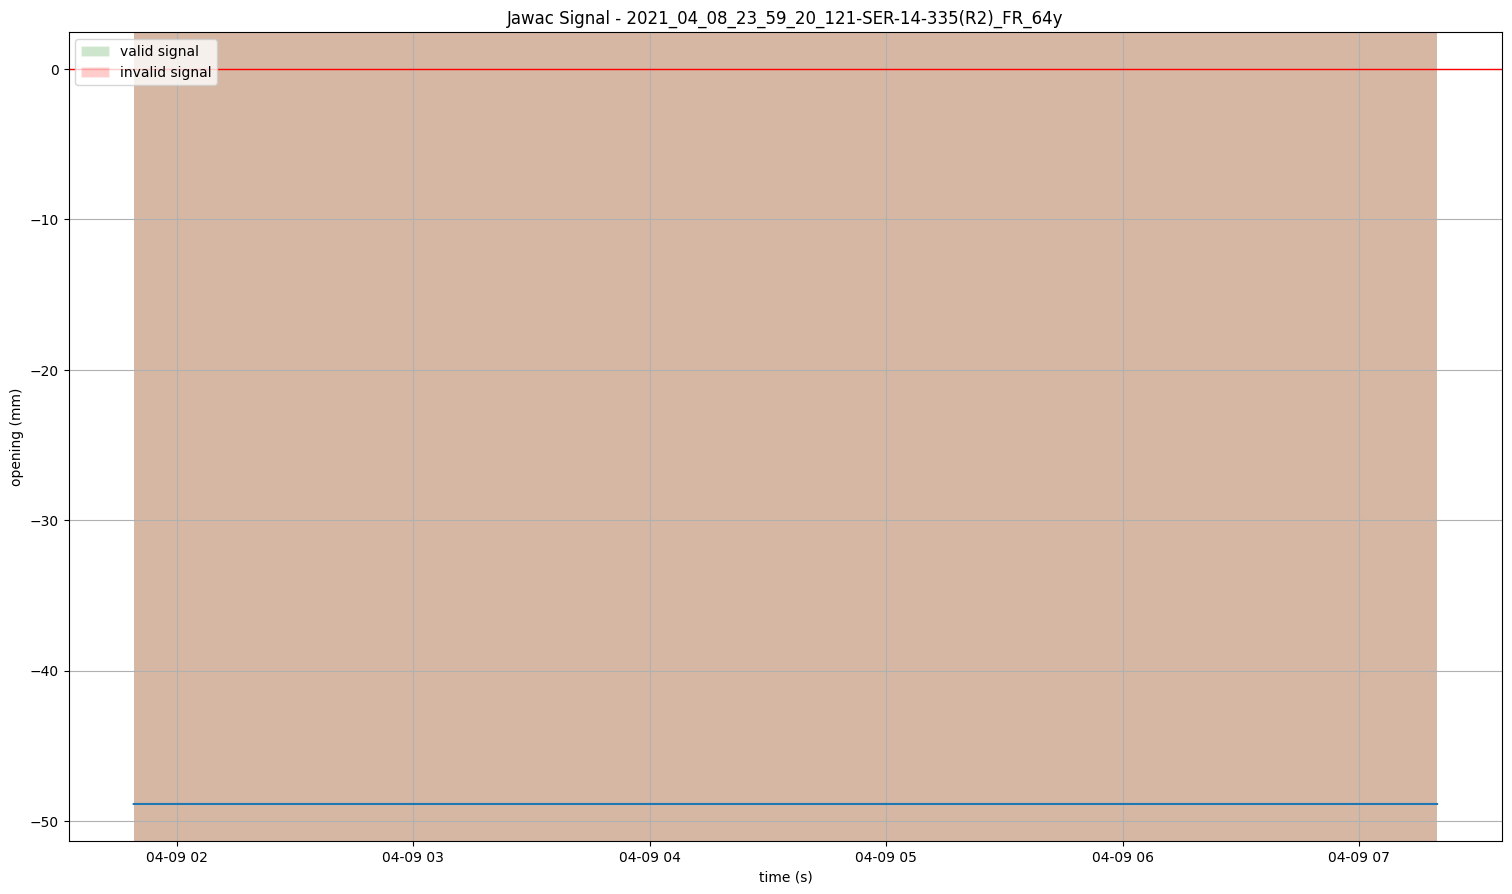 Jawac Signal - 2021_04_08_23_59_20_121-SER-14-335(R2)_FR_64y
valid signal
invalid signal
0
−10
−20
−30
−40
−50
opening (mm)
04-09 02
04-09 03
04-09 04
04-09 05
04-09 06
04-09 07
time (s)